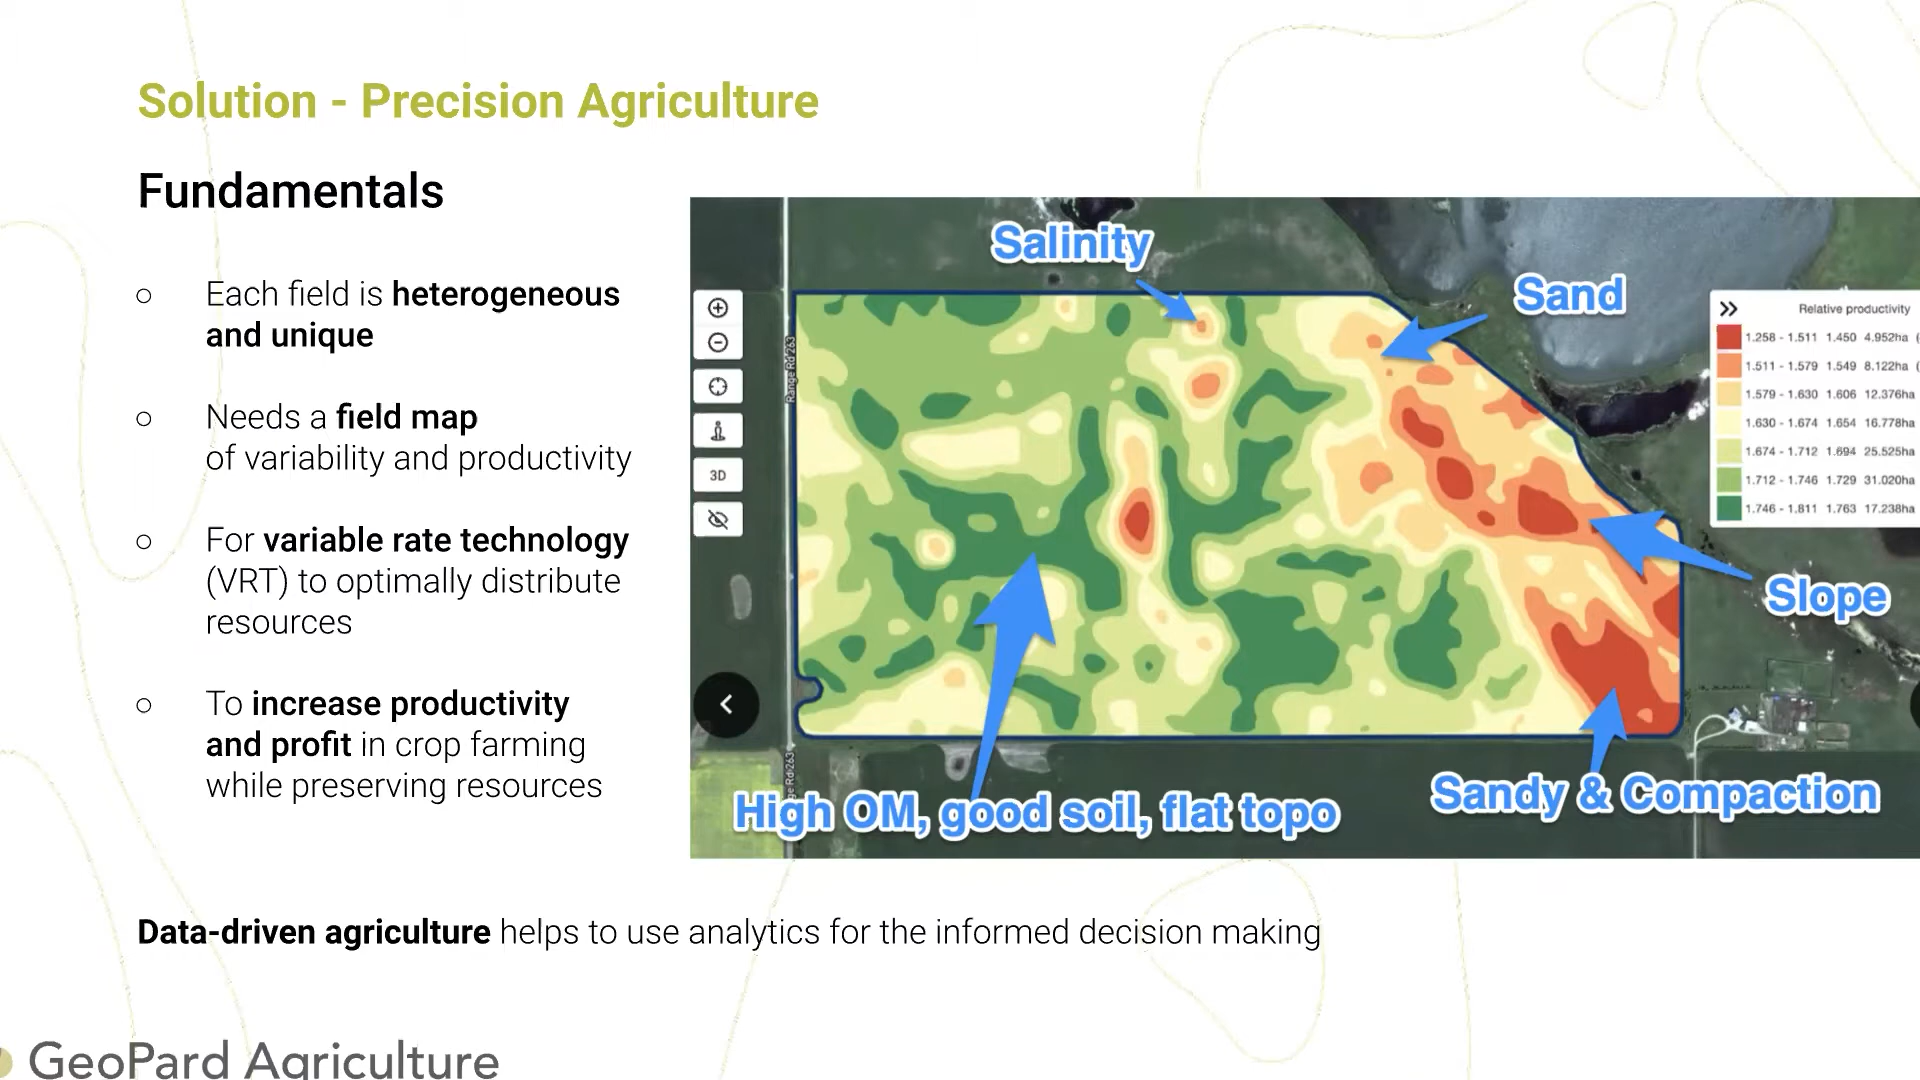 Solution - Precision Agriculture
Fundamentals
Each field is heterogeneous
and unique
Needs a field map
of variability and productivity
For variable rate technology
(VRT) to optimally distribute
resources
To increase productivity
and profit in crop farming
while preserving resources
Salinity
Sand
Slope
Sandy & Compaction
High OM, good soil, flat topo
Range Rd 263
3D
Relative productivity
1.258 - 1.511 1.450 4.952ha (
1.511 - 1.579 1.549 8.122ha (
1.579 - 1.630 1.606 12.376ha
1.630 - 1.674 1.654 16.778ha
1.674 - 1.712 1.694 25.525ha
1.712 - 1.746 1.729 31.020ha
1.746 - 1.811 1.763 17.238ha
ge Rd 263
Data-driven agriculture helps to use analytics for the informed decision making
GeoPard Agriculture